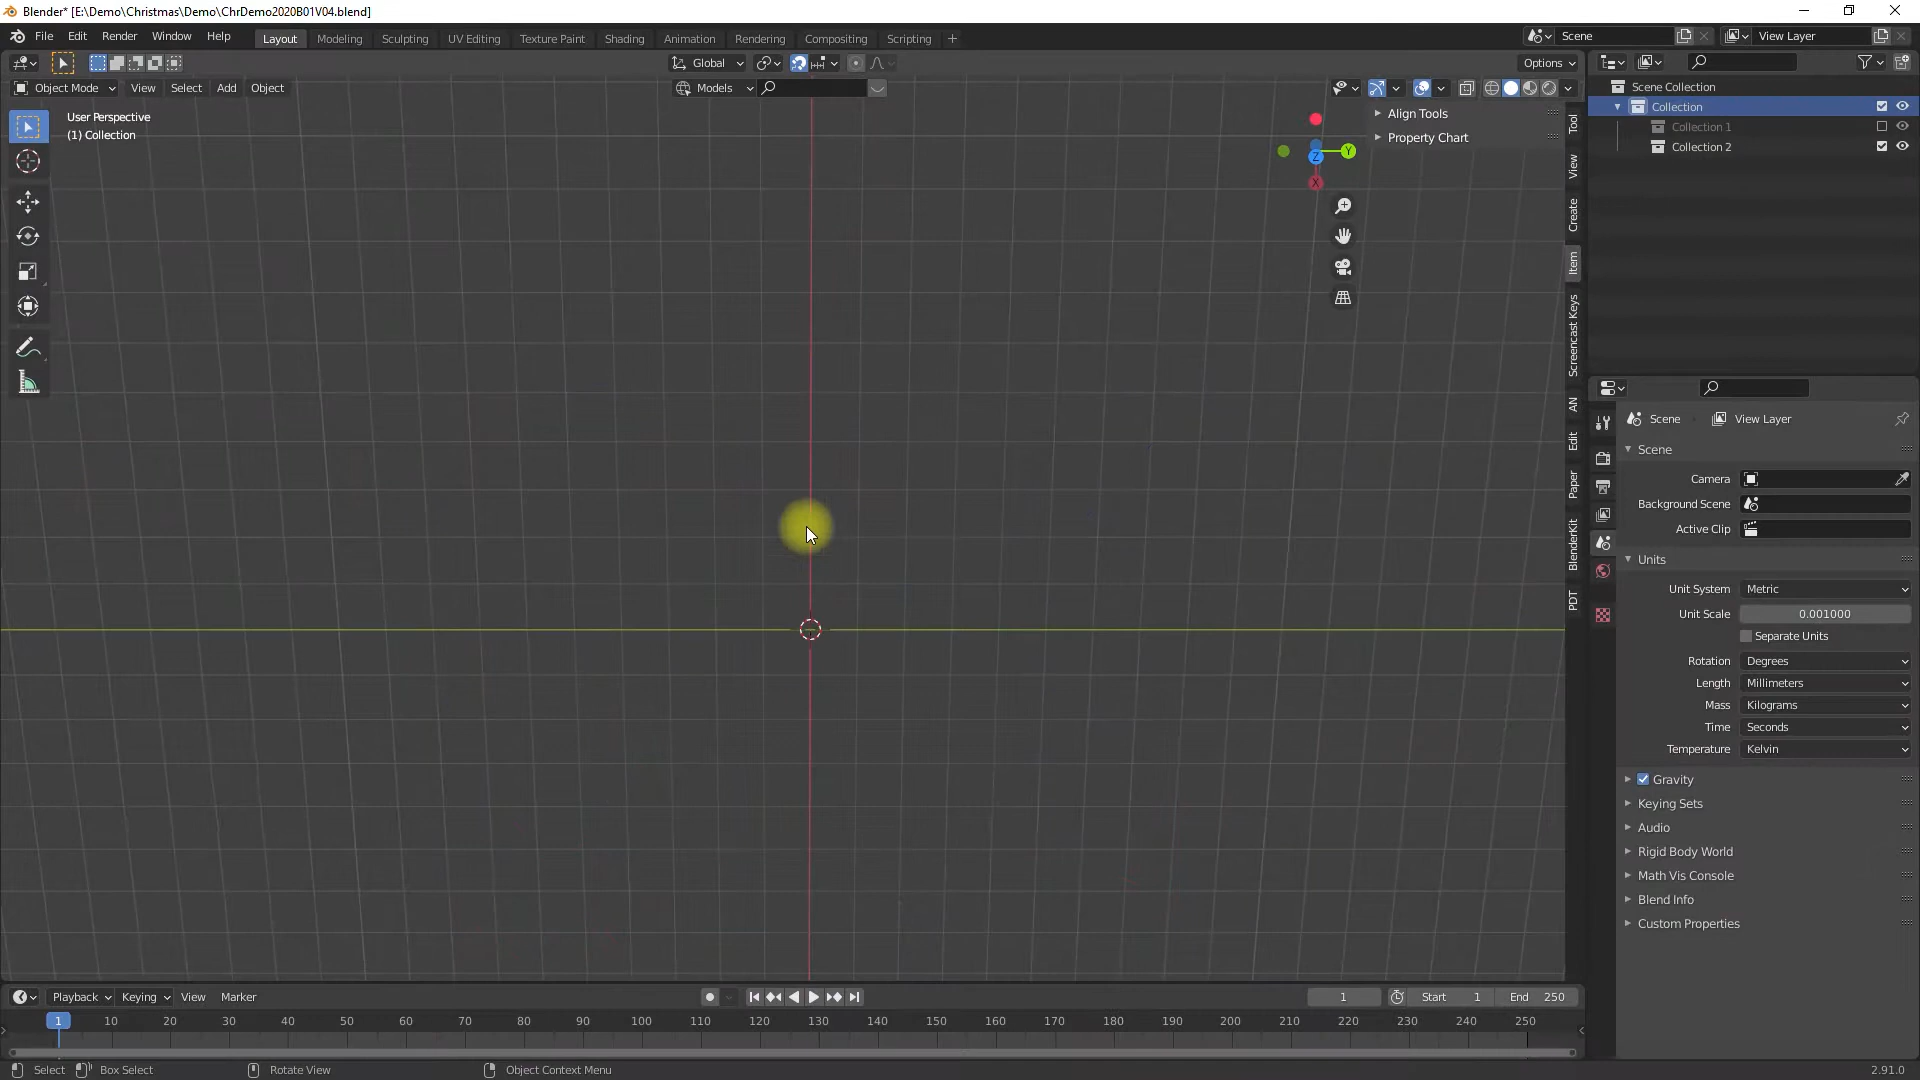 Blender* [E:\Demo\Christmas\Demo\ChrDemo2020B01V04.blend]
File Edit Render Window Help
Layout Modeling Sculpting UV Editing Texture Paint Shading Animation Rendering Compositing Scripting +
Scene
View Layer
Global
Options
Object Mode View Select Add Object
Models
User Perspective
(1) Collection
X
Y
Z
Align Tools
Property Chart
Tool
View
Create
Item
Screencast Keys
AN
Edit
Paper
BlenderKit
PDT
Scene Collection
Collection
Collection 1
Collection 2
Scene View Layer
Scene
Camera
Background Scene
Active Clip
Units
Unit System Metric
Unit Scale 0.001000
Separate Units
Rotation Degrees
Length Millimeters
Mass Kilograms
Time Seconds
Temperature Kelvin
Gravity
Keying Sets
Audio
Rigid Body World
Math Vis Console
Blend Info
Custom Properties
Playback Keying View Marker
1 Start 1 End 250
1 10 20 30 40 50 60 70 80 90 100 110 120 130 140 150 160 170 180 190 200 210 220 230 240 250
Select Box Select Rotate View Object Context Menu
2.91.0